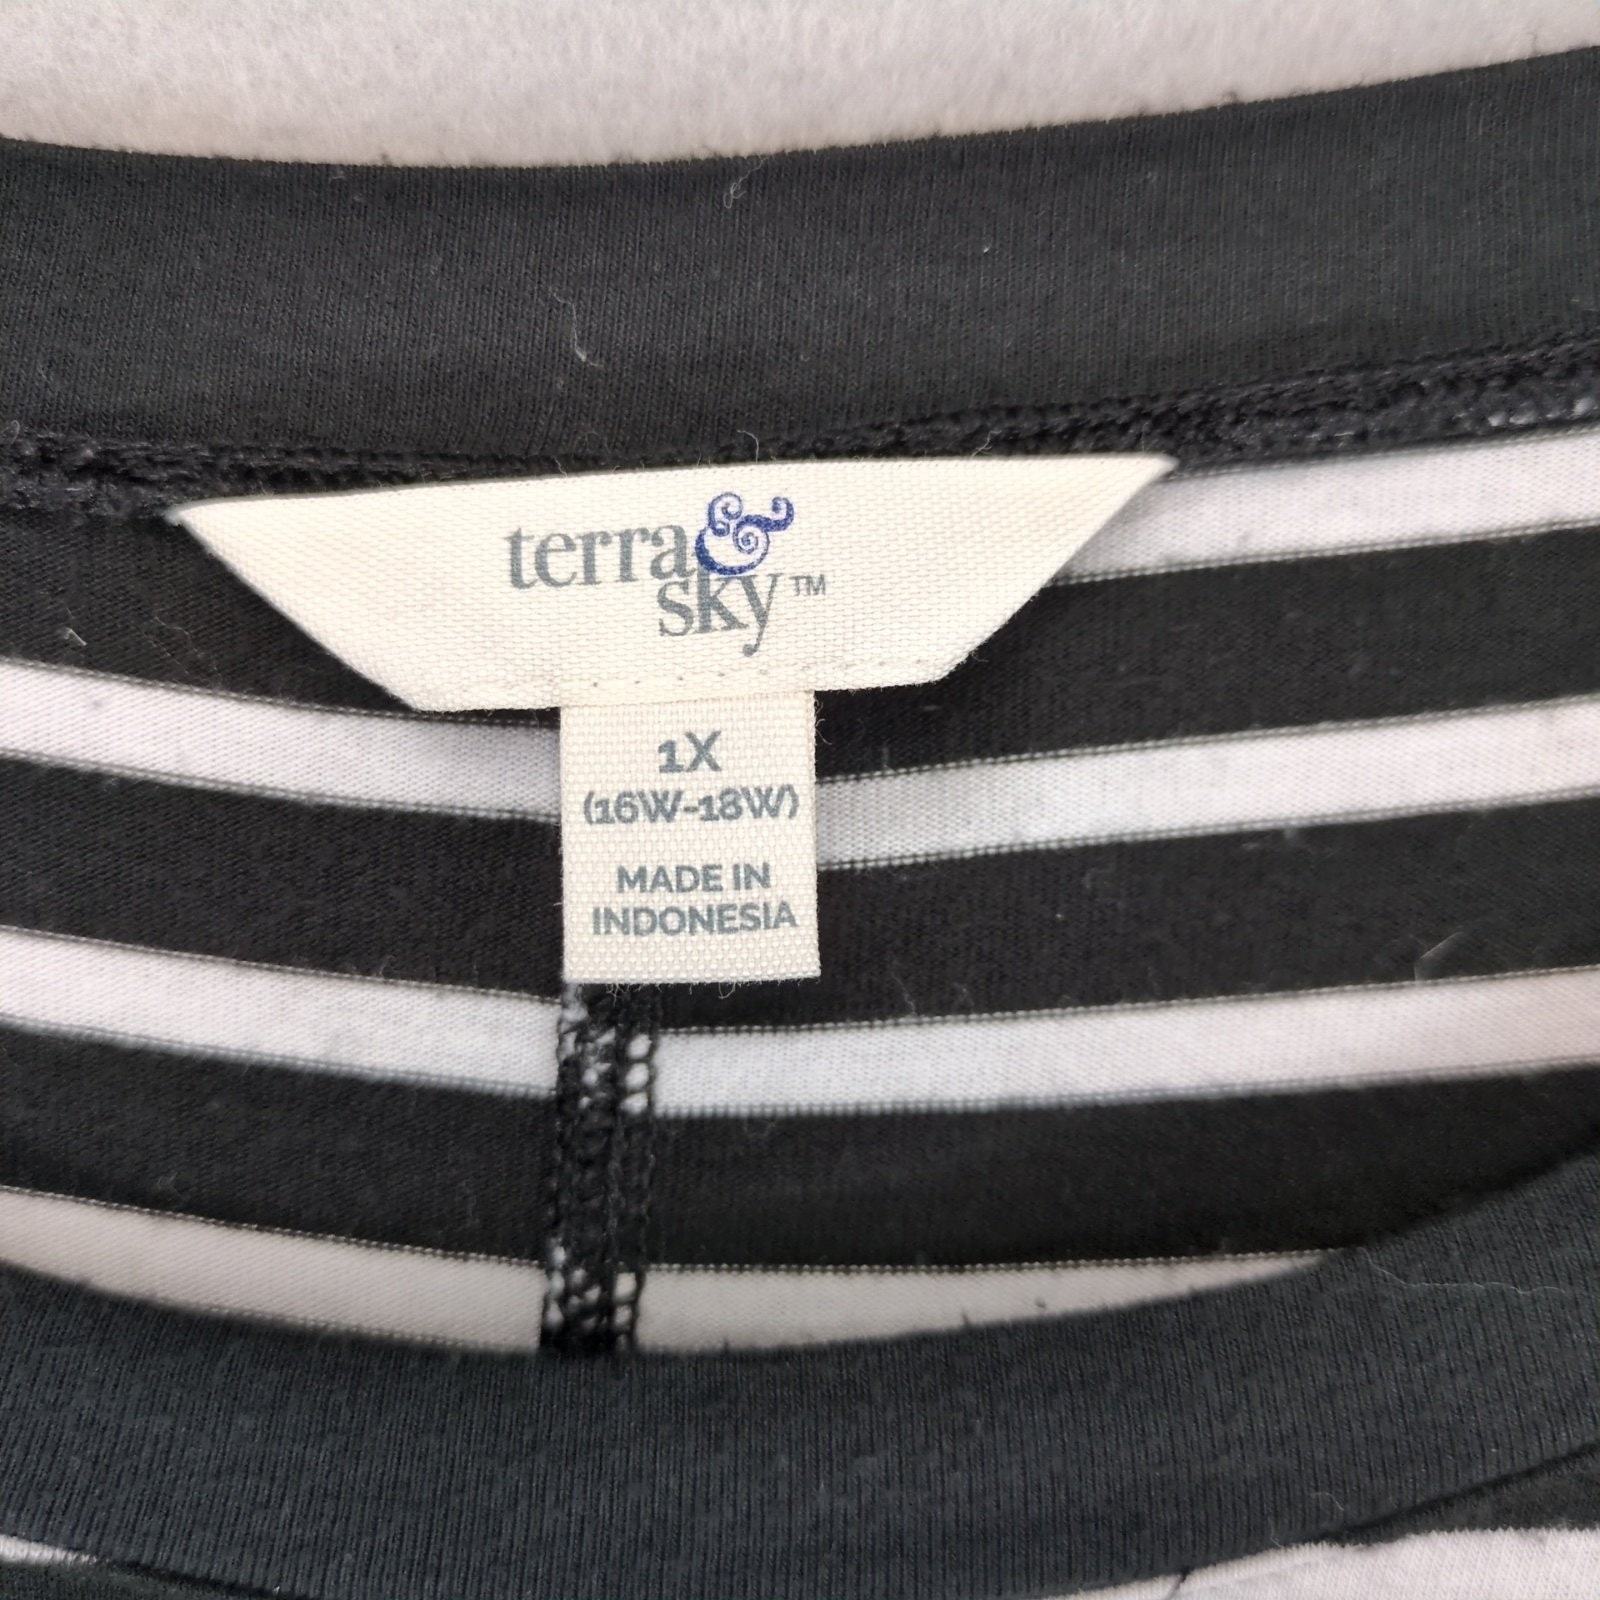 terra &
sky™
1X
(16W-18W)
MADE IN
INDONESIA